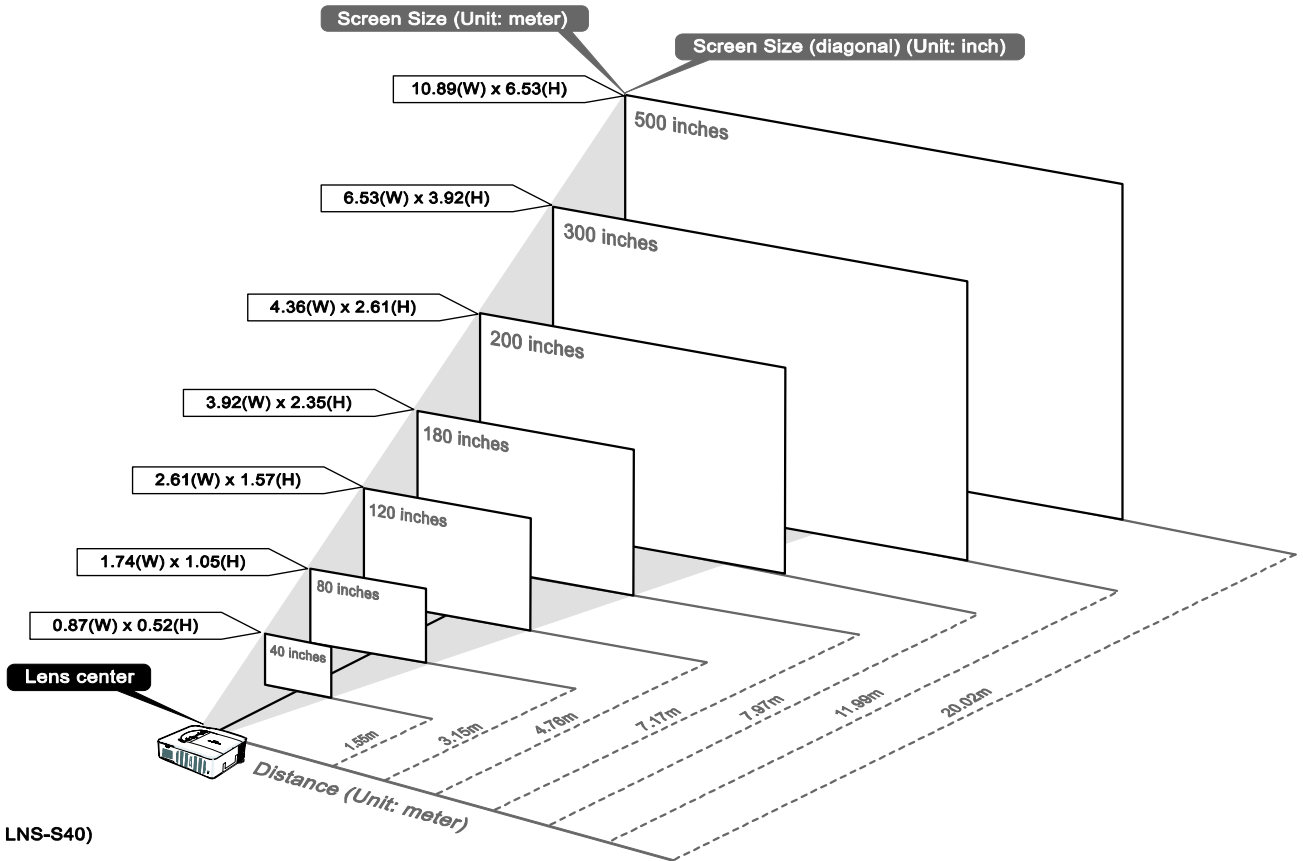 Screen Size (Unit: meter)
Screen Size (diagonal) (Unit: inch)
10.89(W) x 6.53(H)
500 inches
6.53(W) x 3.92(H)
300 inches
4.36(W) x 2.61(H)
200 inches
3.92(W) x 2.35(H)
180 inches
2.61(W) x 1.57(H)
120 inches
1.74(W) x 1.05(H)
80 inches
0.87(W) x 0.52(H)
40 inches
Lens center
1.55m
3.15m
4.76m
7.17m
7.97m
11.99m
20.02m
Distance (Unit: meter)
LNS-S40)